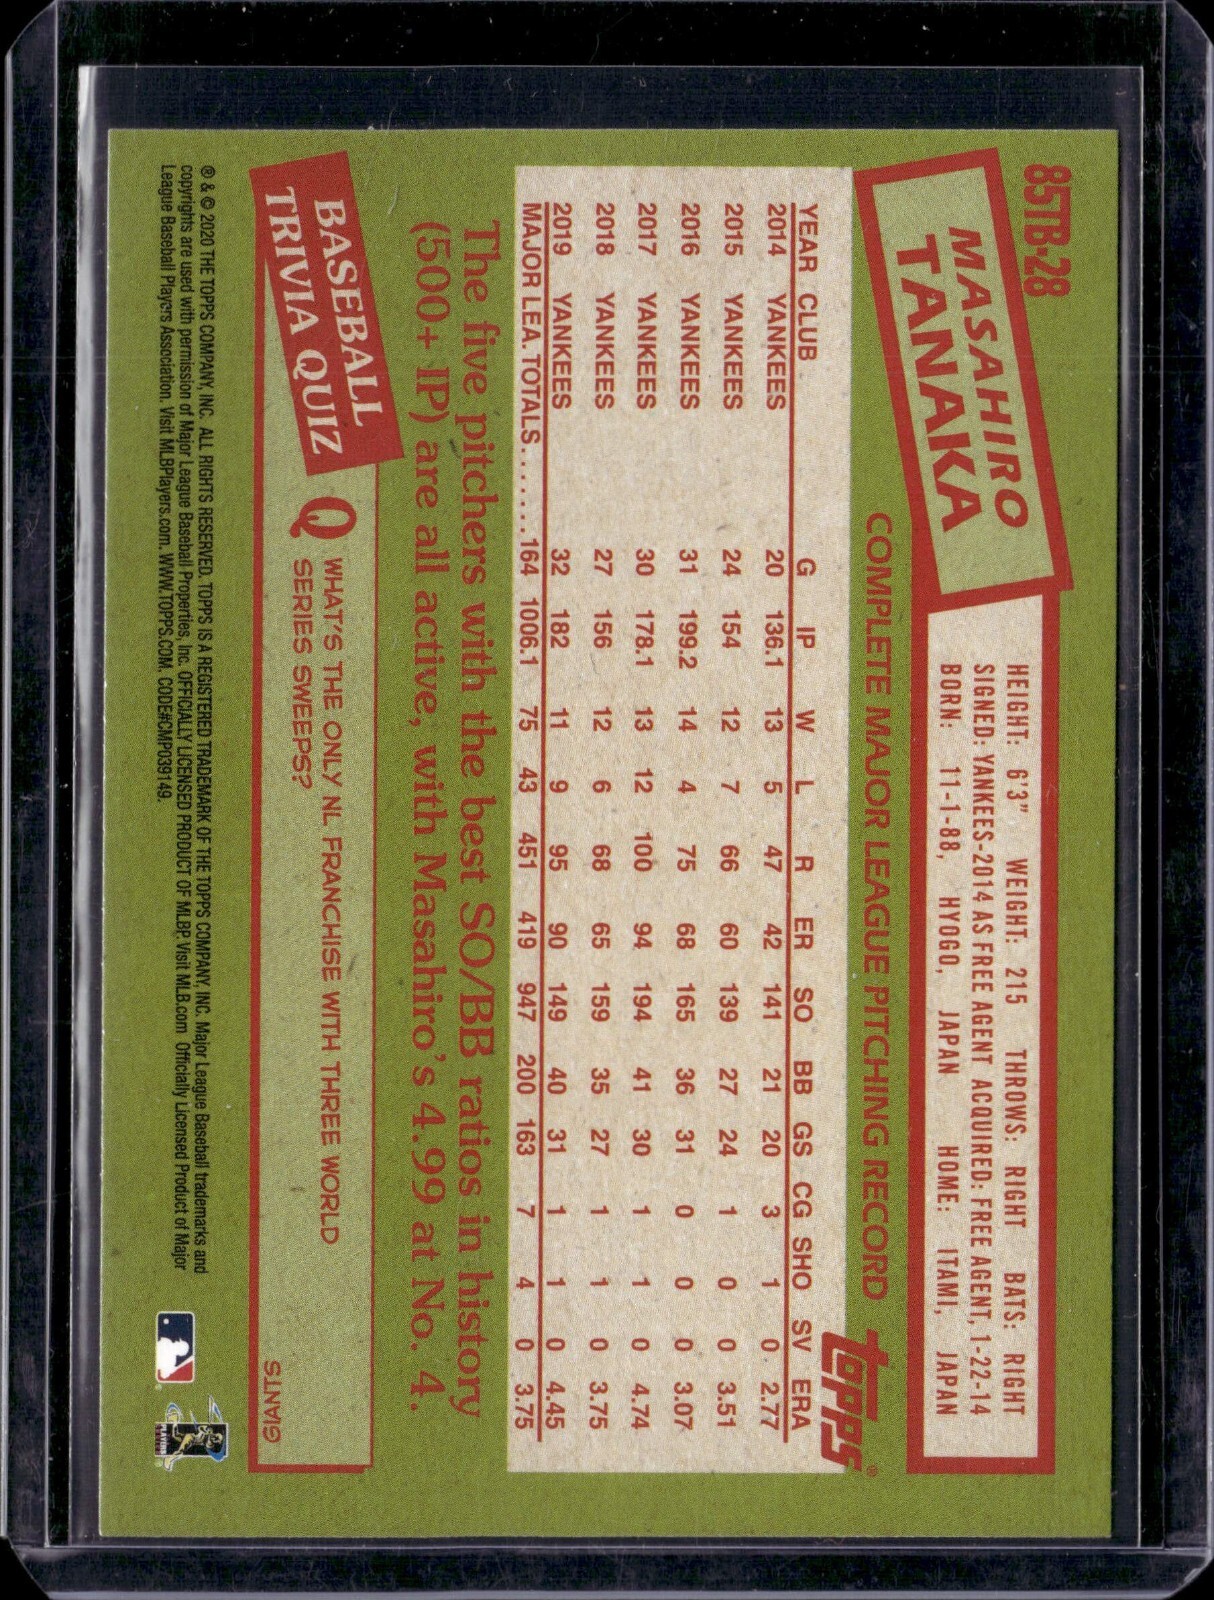 85TB-28
MASAHIRO
TANAKA
HEIGHT: 6'3" WEIGHT: 215 THROWS: RIGHT BATS: RIGHT
SIGNED: YANKEES-2014 AS FREE AGENT ACQUIRED: FREE AGENT, 1-22-14
BORN: 11-1-88, HYOGO, JAPAN HOME: ITAMI, JAPAN
COMPLETE MAJOR LEAGUE PITCHING RECORD
topps®
YEAR CLUB G IP W L R ER SO BB GS CG SHO SV ERA
2014 YANKEES 20 136.1 13 5 47 42 141 21 20 3 1 0 2.77
2015 YANKEES 24 154 12 7 66 60 139 27 24 1 0 0 3.51
2016 YANKEES 31 199.2 14 4 75 68 165 36 31 0 0 0 3.07
2017 YANKEES 30 178.1 13 12 100 94 194 41 30 1 1 0 4.74
2018 YANKEES 27 156 12 6 68 65 159 35 27 1 1 0 3.75
2019 YANKEES 32 182 11 9 95 90 149 40 31 1 1 0 4.45
MAJOR LEA. TOTALS....... 164 1006.1 75 43 451 419 947 200 163 7 4 0 3.75
The five pitchers with the best SO/BB ratios in history
(500+ IP) are all active, with Masahiro's 4.99 at No. 4.
BASEBALL
TRIVIA QUIZ
Q WHAT'S THE ONLY NL FRANCHISE WITH THREE WORLD
SERIES SWEEPS?
GIANTS
® & © 2020 THE TOPPS COMPANY, INC. ALL RIGHTS RESERVED. TOPPS IS A REGISTERED TRADEMARK OF THE TOPPS COMPANY, INC. Major League Baseball trademarks and
copyrights are used with permission of Major League Baseball Properties, Inc. OFFICIALLY LICENSED PRODUCT OF MLBP. Visit MLB.com Officially Licensed Product of Major
League Baseball Players Association. Visit MLBPlayers.com. WWW.TOPPS.COM. CODE#CMP039149.